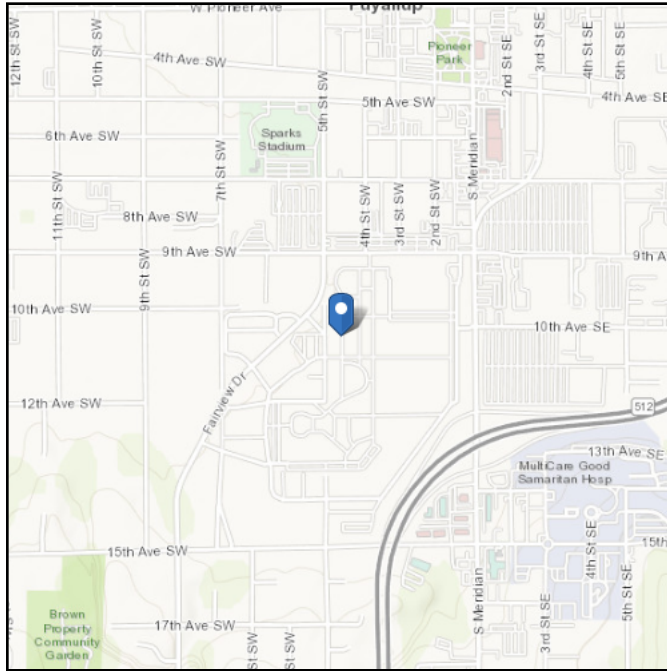 W Pioneer Ave
Puyallup
12th St SW
10th St SW
4th Ave SW
Pioneer
Park
2nd St SE
3rd St SE
4th St SE
5th St SE
4th Ave SE
5th Ave SW
5th St SW
6th Ave SW
Sparks
Stadium
7th St SW
S Meridian
11th St SW
8th Ave SW
4th St SW
3rd St SW
2nd St SW
9th Ave SW
9th A
9th St SW
10th Ave SW
10th Ave SE
Fairview Dr
12th Ave SW
512
13th Ave SE
MultiCare Good
Samaritan Hosp
15th Ave SW
15th
4th St SE
5th St SE
S Meridian
3rd St SE
Brown
Property
Community
Garden
17th Ave SW
St SW
St SW